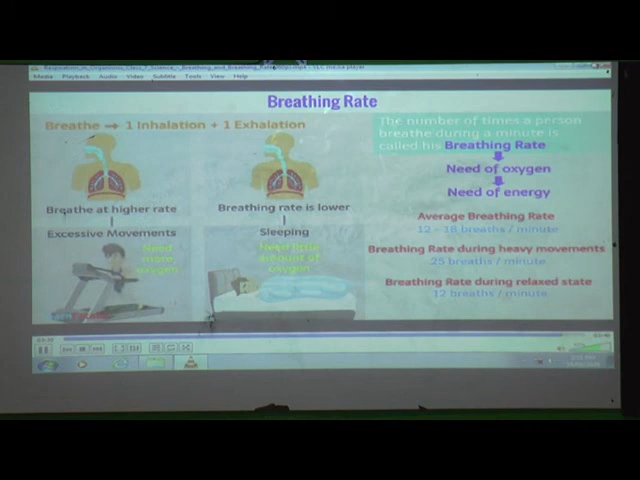 Media Playback Audio Video Subtitle Tools View Help
Breathing Rate
Breathe → 1 Inhalation + 1 Exhalation
Breathe at higher rate
Excessive Movements
Need
more
oxygen
Breathing rate is lower
Sleeping
Need little
amount of
oxygen
The number of times a person
breathe during a minute is
called his Breathing Rate
Need of oxygen
Need of energy
Average Breathing Rate
12 - 18 breaths / minute
Breathing Rate during heavy movements
25 breaths / minute
Breathing Rate during relaxed state
12 breaths / minute